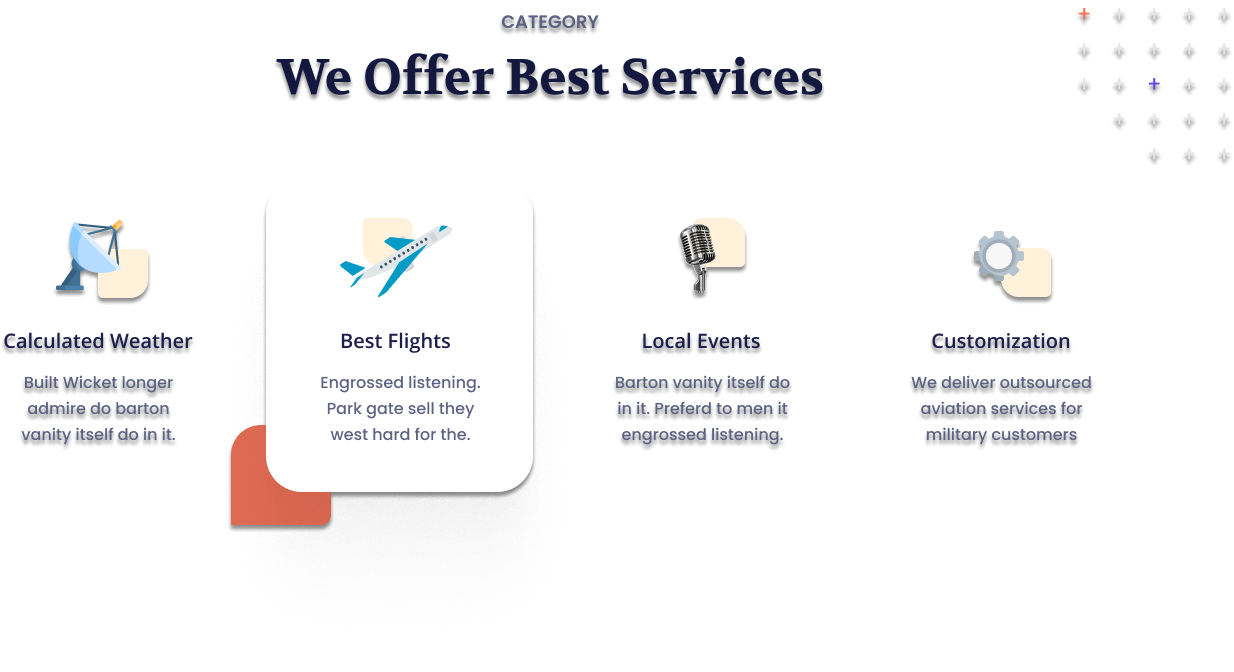 CATEGORY
We Offer Best Services
Calculated Weather
Built Wicket longer
admire do barton
vanity itself do in it.
Best Flights
Engrossed listening.
Park gate sell they
west hard for the.
Local Events
Barton vanity itself do
in it. Preferd to men it
engrossed listening.
Customization
We deliver outsourced
aviation services for
military customers